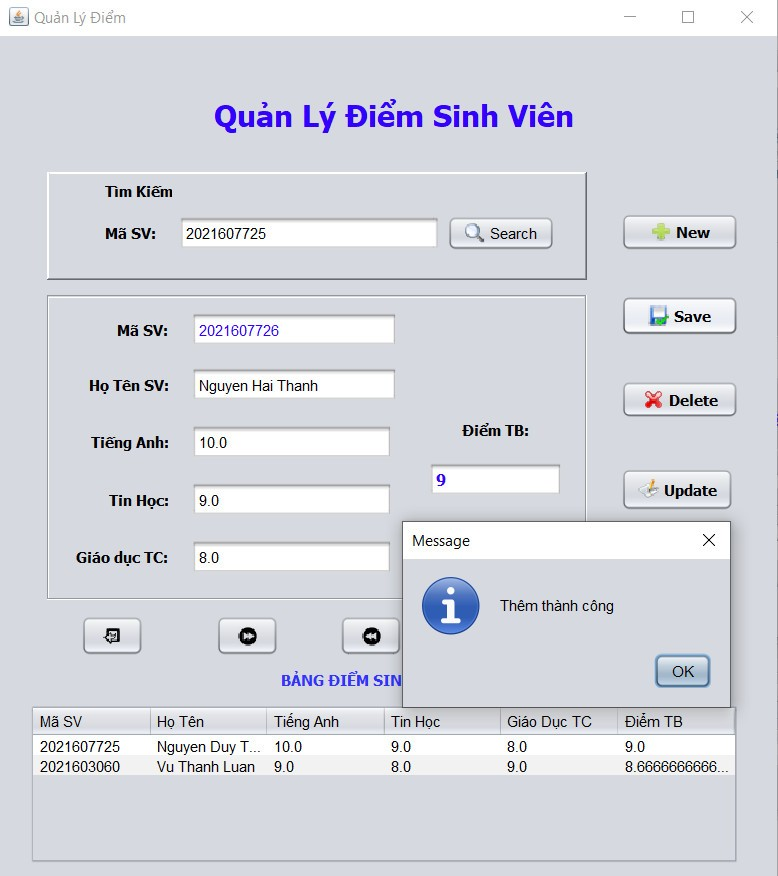 Quản Lý Điểm
Quản Lý Điểm Sinh Viên
Tìm Kiếm
Mã SV: 2021607725 Search
New
Mã SV: 2021607726
Save
Họ Tên SV: Nguyen Hai Thanh
Delete
Tiếng Anh: 10.0
Điểm TB:
9
Update
Tin Học: 9.0
Giáo dục TC: 8.0
Message
Thêm thành công
OK
BẢNG ĐIỂM SIN
Mã SV Họ Tên Tiếng Anh Tin Học Giáo Dục TC Điểm TB
2021607725 Nguyen Duy T... 10.0 9.0 8.0 9.0
2021603060 Vu Thanh Luan 9.0 8.0 9.0 8.6666666666...